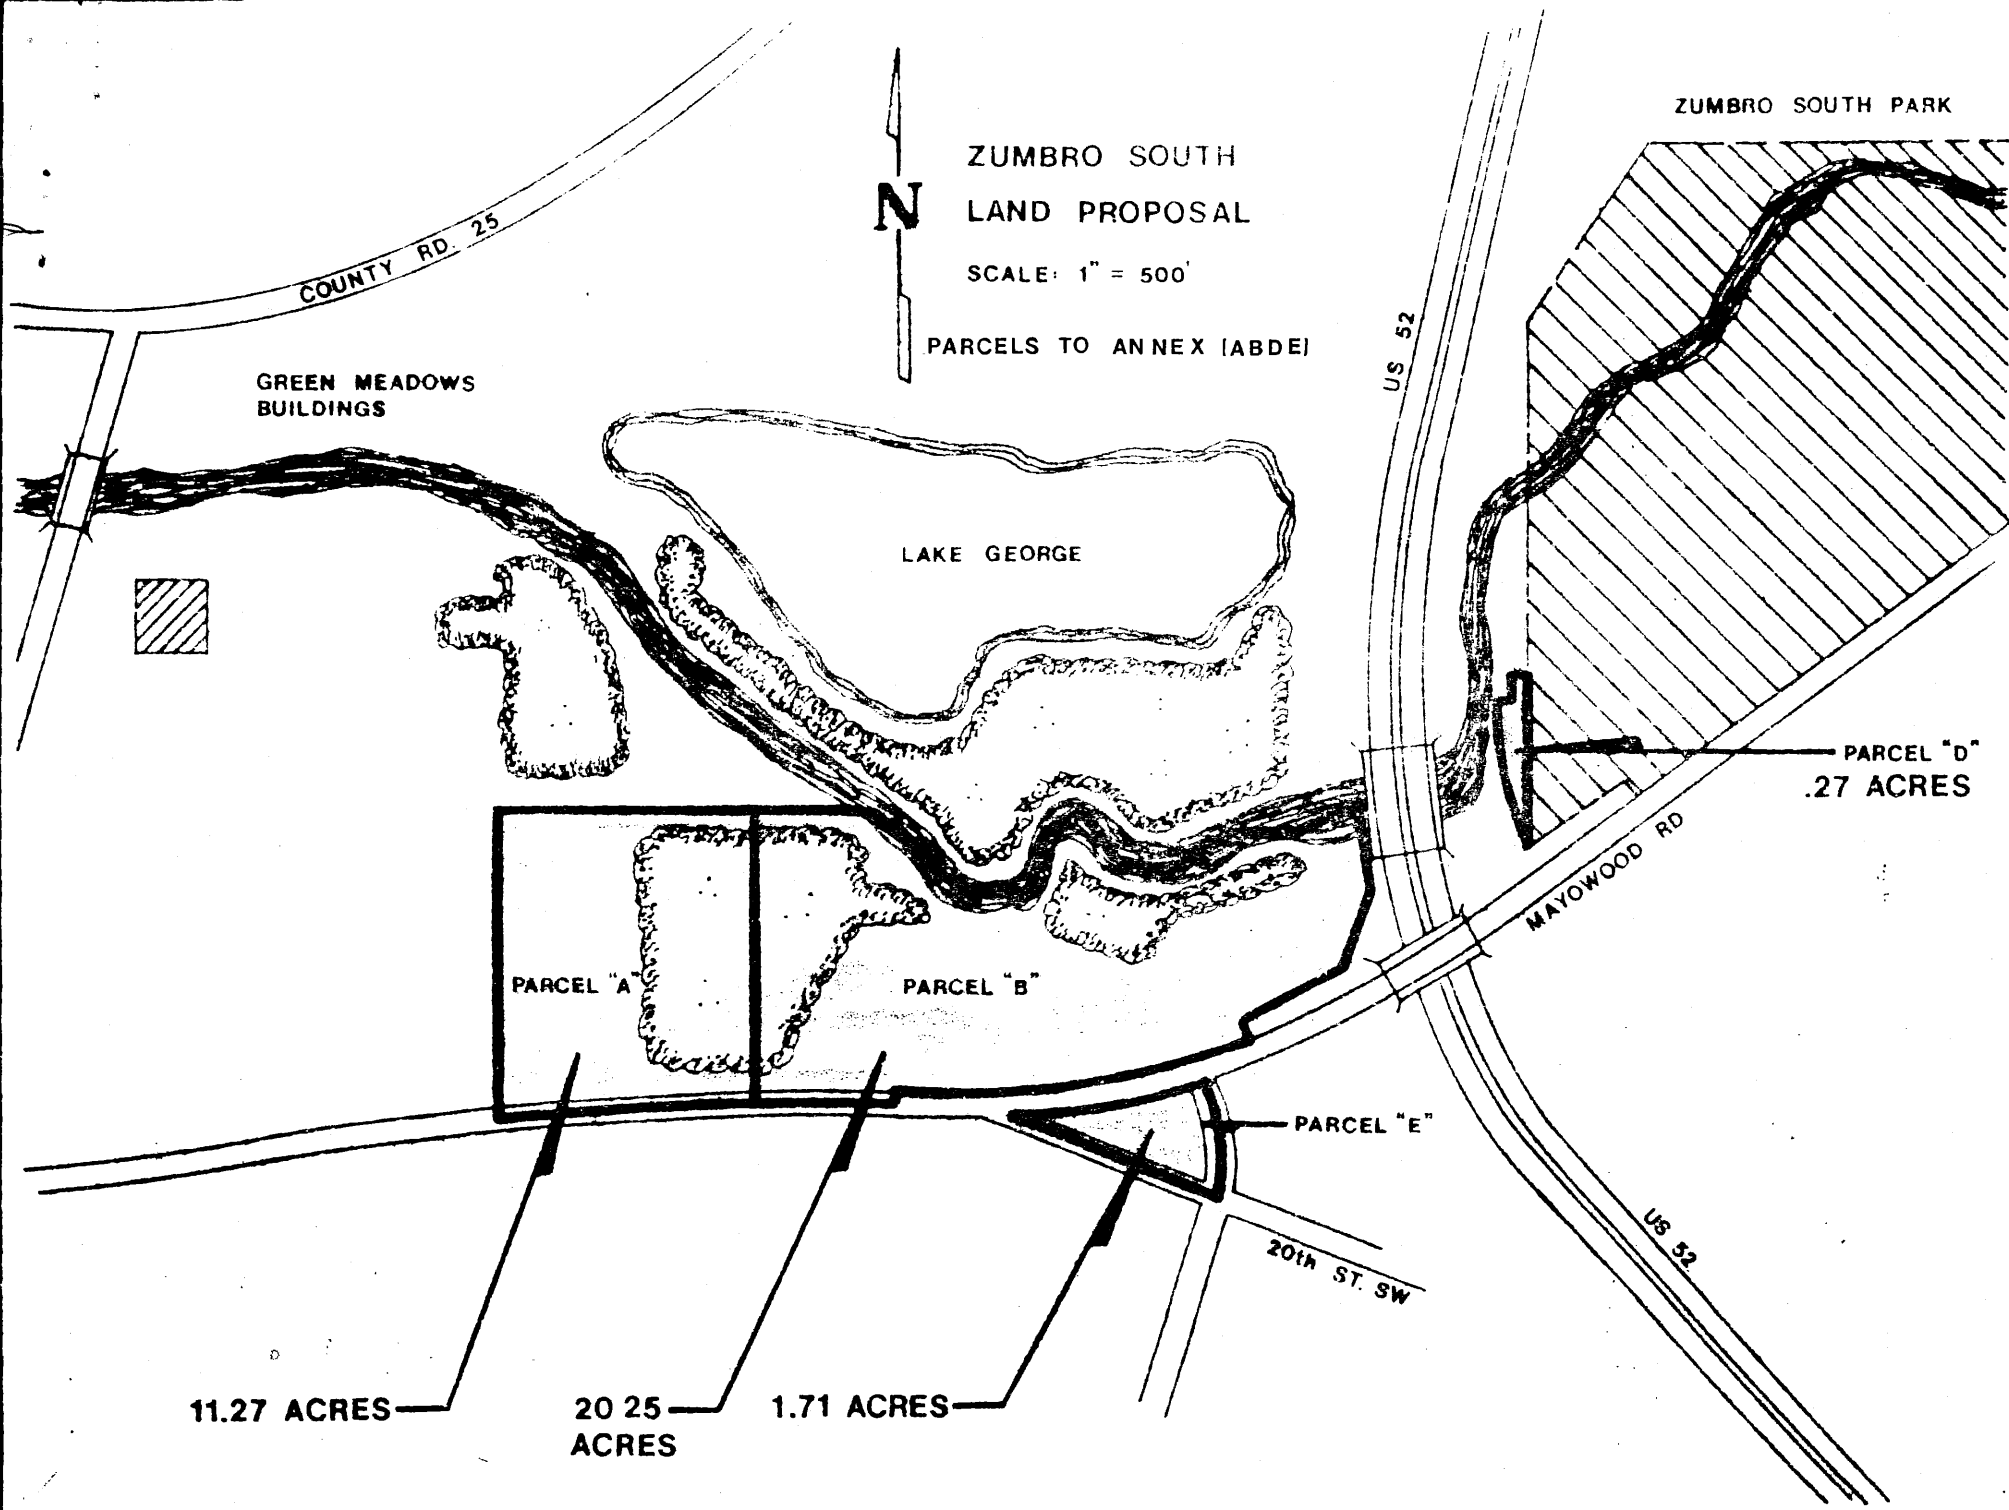 ZUMBRO SOUTH PARK
ZUMBRO SOUTH
LAND PROPOSAL
N
SCALE: 1" = 500'
PARCELS TO ANNEX [ABDE]
COUNTY RD. 25
US 52
GREEN MEADOWS
BUILDINGS
LAKE GEORGE
PARCEL "D"
.27 ACRES
MAYOWOOD RD
PARCEL "A"
PARCEL "B"
PARCEL "E"
20th ST. SW
US 52
11.27 ACRES
20 25
ACRES
1.71 ACRES